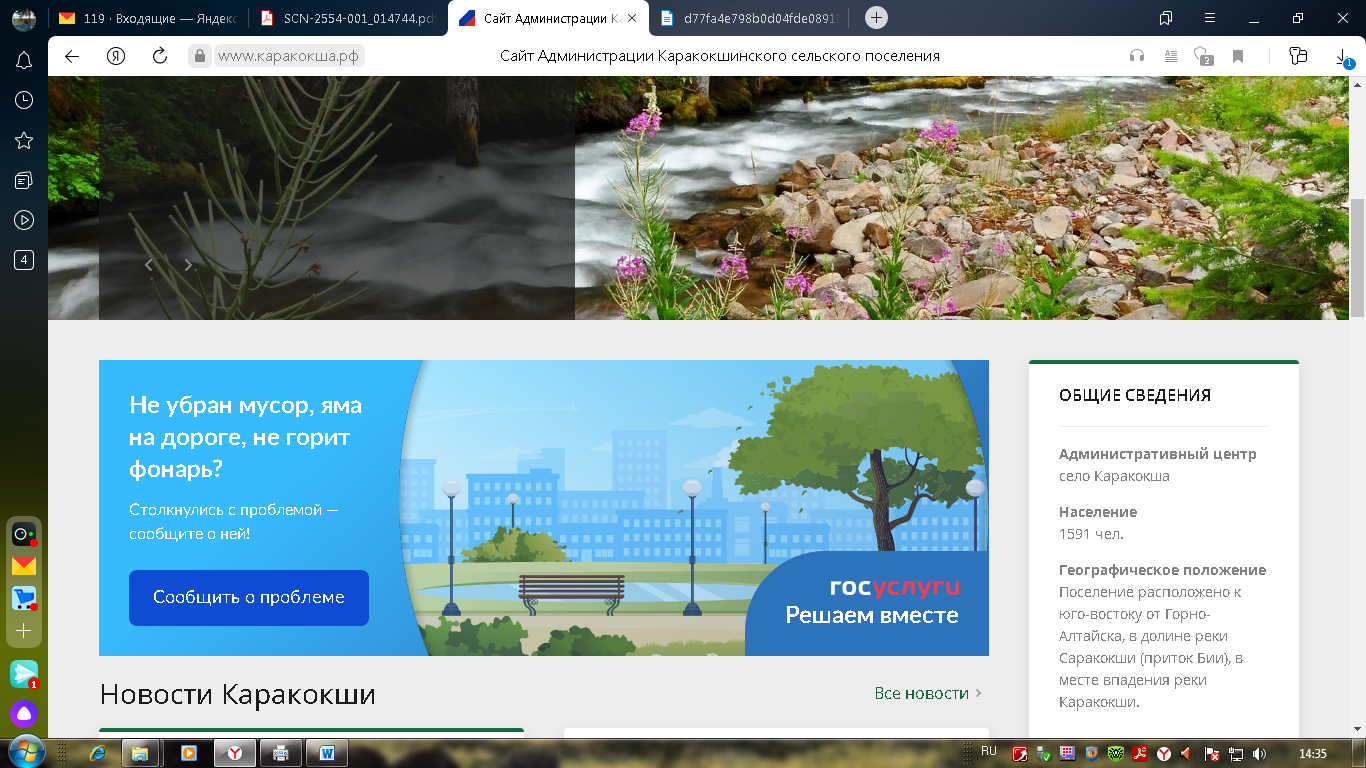 119 · Входящие — Яндекс
SCN-2554-001_014744.pdf
Сайт Администрации Ка
d77fa4e798b0d04fde0891
www.каракокша.рф
Сайт Администрации Каракокшинского сельского поселения
2
1
4
Не убран мусор, яма
на дороге, не горит
фонарь?
Столкнулись с проблемой —
сообщите о ней!
Сообщить о проблеме
госуслуги
Решаем вместе
ОБЩИЕ СВЕДЕНИЯ
Административный центр
село Каракокша
Население
1591 чел.
Географическое положение
Поселение расположено к
юго-востоку от Горно-
Алтайска, в долине реки
Саракокши (приток Бии), в
месте впадения реки
Каракокши.
Новости Каракокши
Все новости
1
RU
14:35